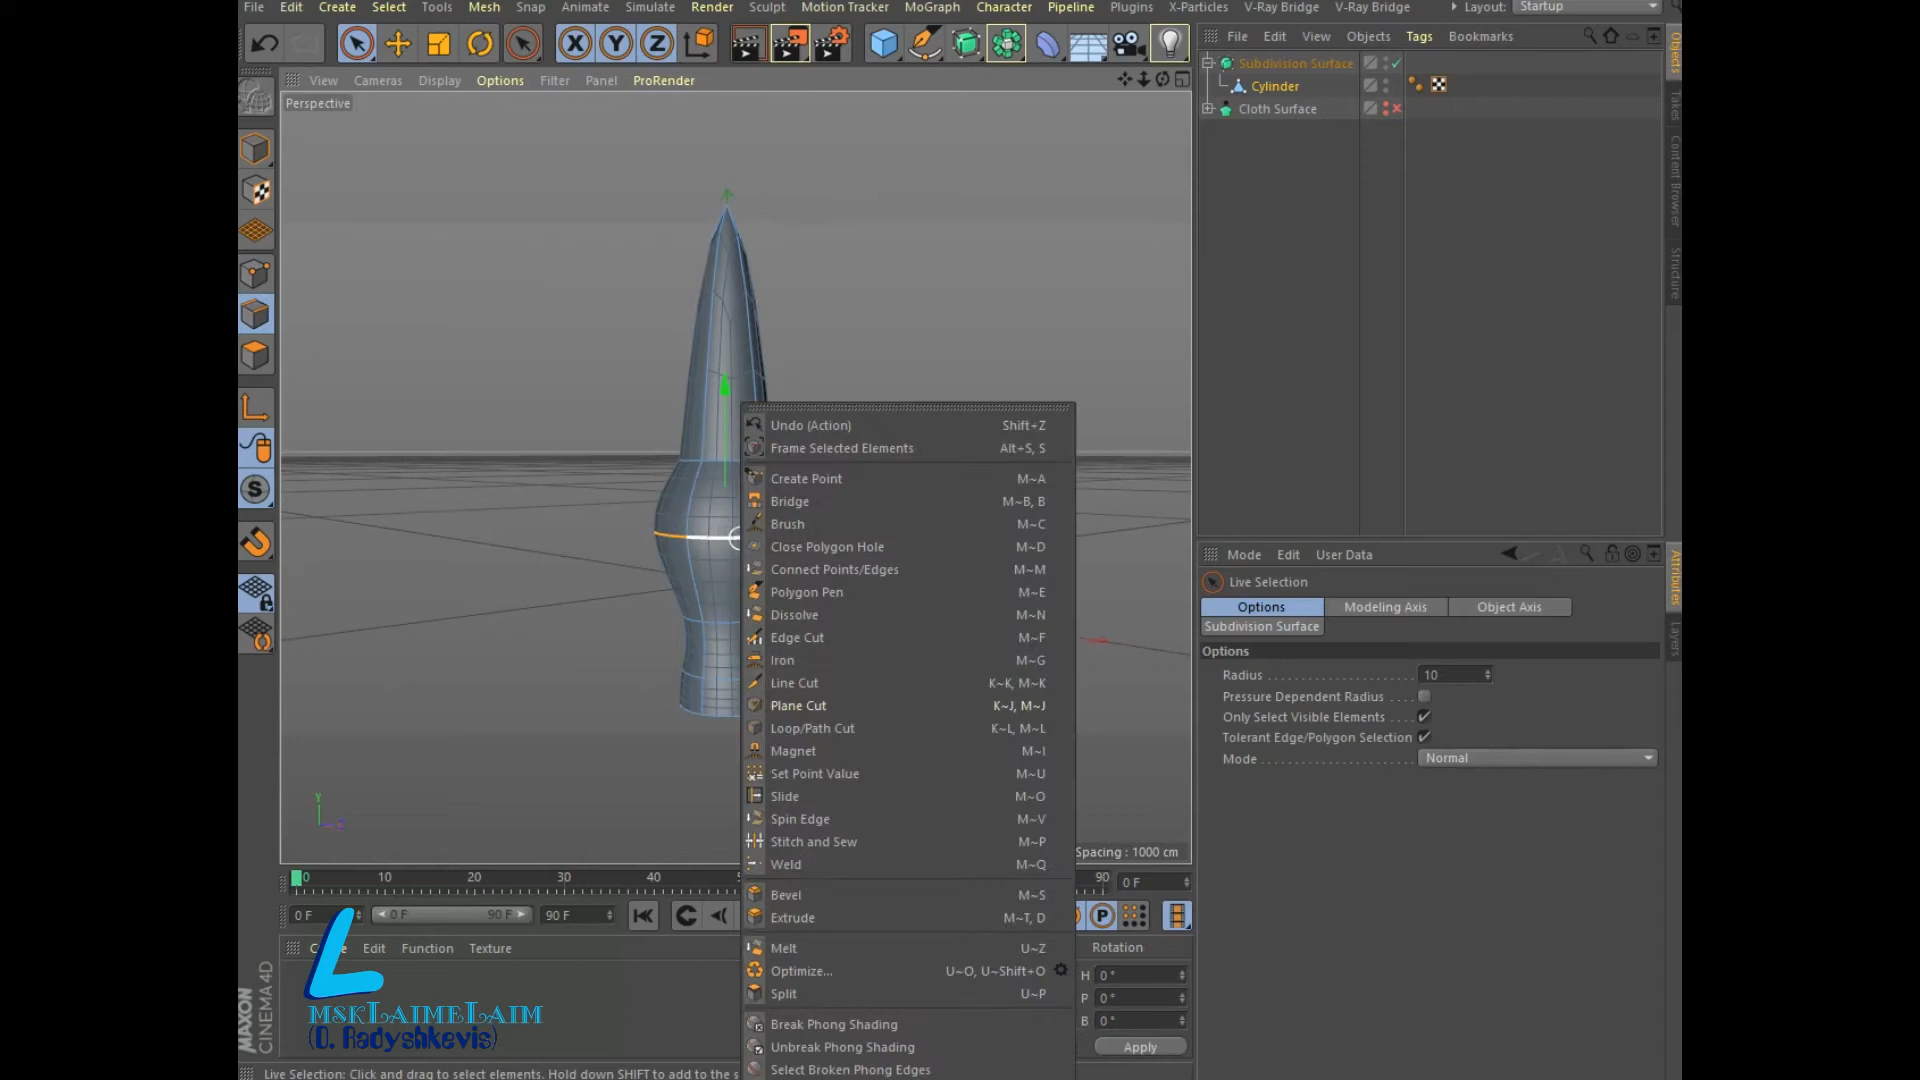 File Edit Create Select Tools Mesh Snap Animate Simulate Render Sculpt Motion Tracker MoGraph Character Pipeline Plugins X-Particles V-Ray Bridge V-Ray Bridge Layout: Startup
File Edit View Objects Tags Bookmarks
View Cameras Display Options Filter Panel ProRender
Perspective
Subdivision Surface
Cylinder
Cloth Surface
Objects
Takes
Content Browser
Structure
Undo (Action) Shift+Z
Frame Selected Elements Alt+S, S
Create Point M~A
Bridge M~B, B
Brush M~C
Close Polygon Hole M~D
Connect Points/Edges M~M
Polygon Pen M~E
Dissolve M~N
Edge Cut M~F
Iron M~G
Line Cut K~K, M~K
Plane Cut K~J, M~J
Loop/Path Cut K~L, M~L
Magnet M~I
Set Point Value M~U
Slide M~O
Spin Edge M~V
Stitch and Sew M~P
Weld M~Q
Bevel M~S
Extrude M~T, D
Melt U~Z
Optimize... U~O, U~Shift+O
Split U~P
Break Phong Shading
Unbreak Phong Shading
Select Broken Phong Edges
Mode Edit User Data
Live Selection
Options Modeling Axis Object Axis
Subdivision Surface
Options
Radius 10
Pressure Dependent Radius
Only Select Visible Elements
Tolerant Edge/Polygon Selection
Mode Normal
Attributes
Layers
Y
Spacing : 1000 cm
0 10 20 30 40 90 0 F
0 F 0 F 90 F 90 F
Edit Function Texture
Rotation
H 0 °
P 0 °
B 0 °
Apply
MAXON
CINEMA 4D
L
mskLaimeLaim
(D. Radyshkevis)
Live Selection: Click and drag to select elements. Hold down SHIFT to add to the s